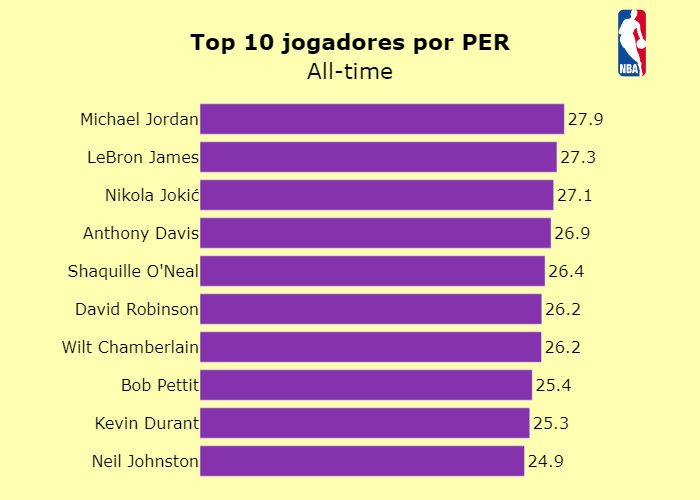 Top 10 jogadores por PER
All-time
NBA
Michael Jordan 27.9
LeBron James 27.3
Nikola Jokić 27.1
Anthony Davis 26.9
Shaquille O'Neal 26.4
David Robinson 26.2
Wilt Chamberlain 26.2
Bob Pettit 25.4
Kevin Durant 25.3
Neil Johnston 24.9